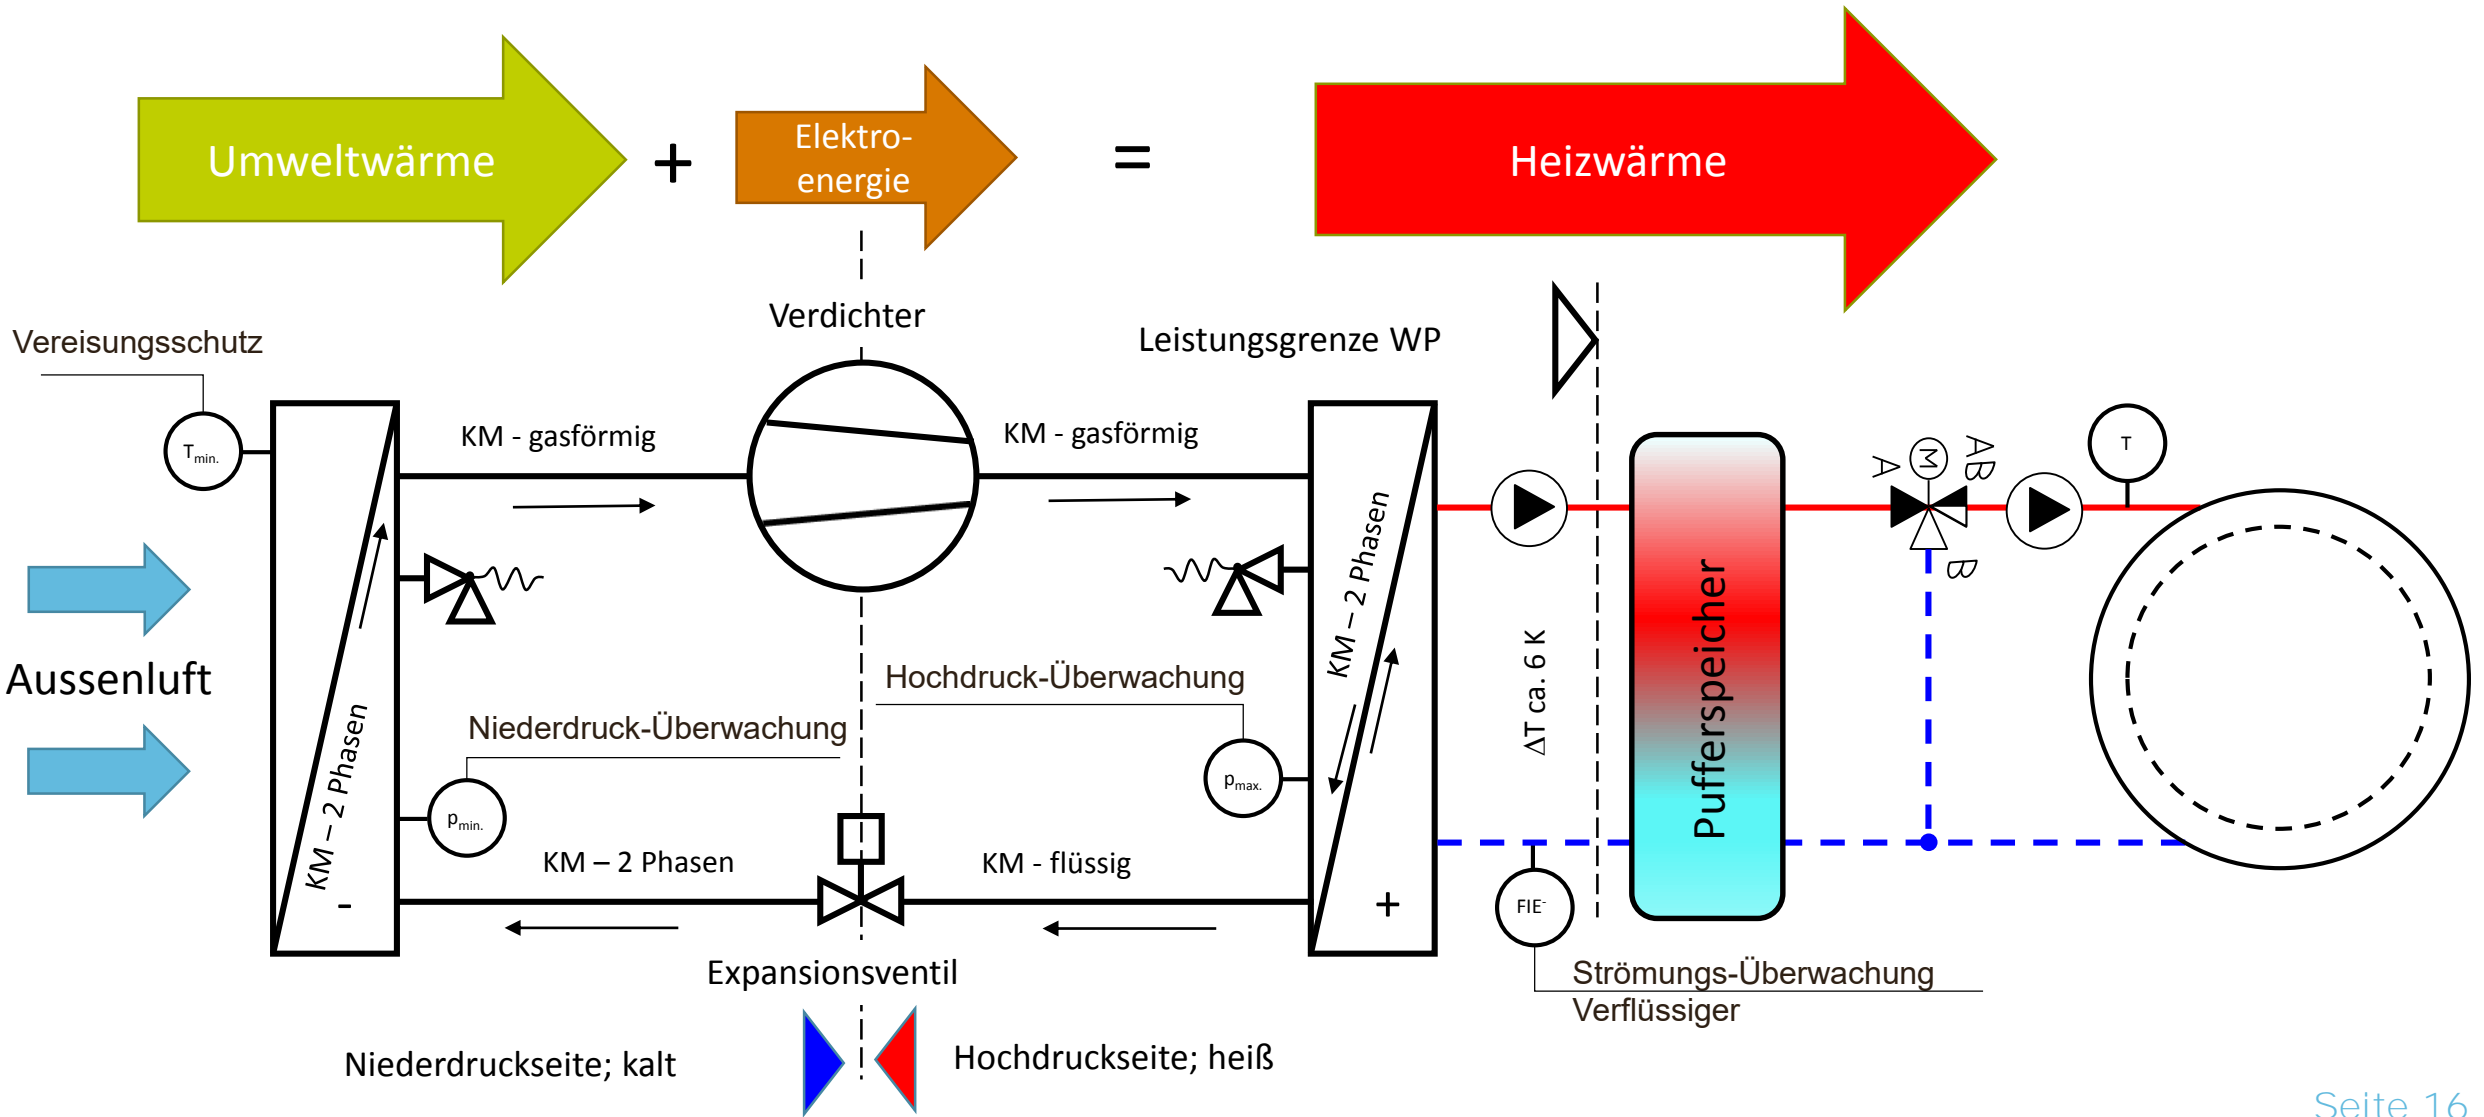 Umweltwärme
+
Elektro-
energie
=
Heizwärme
Verdichter
Leistungsgrenze WP
Vereisungsschutz
Tmin.
KM - gasförmig
KM - gasförmig
T
A
M
AB
B
KM – 2 Phasen
KM – 2 Phasen
Aussenluft
Hochdruck-Überwachung
Niederdruck-Überwachung
ΔT ca. 6 K
Pufferspeicher
pmax.
pmin.
KM – 2 Phasen
KM - flüssig
-
+
FIE-
Expansionsventil
Strömungs-Überwachung
Verflüssiger
Niederdruckseite; kalt
Hochdruckseite; heiß
Seite 16